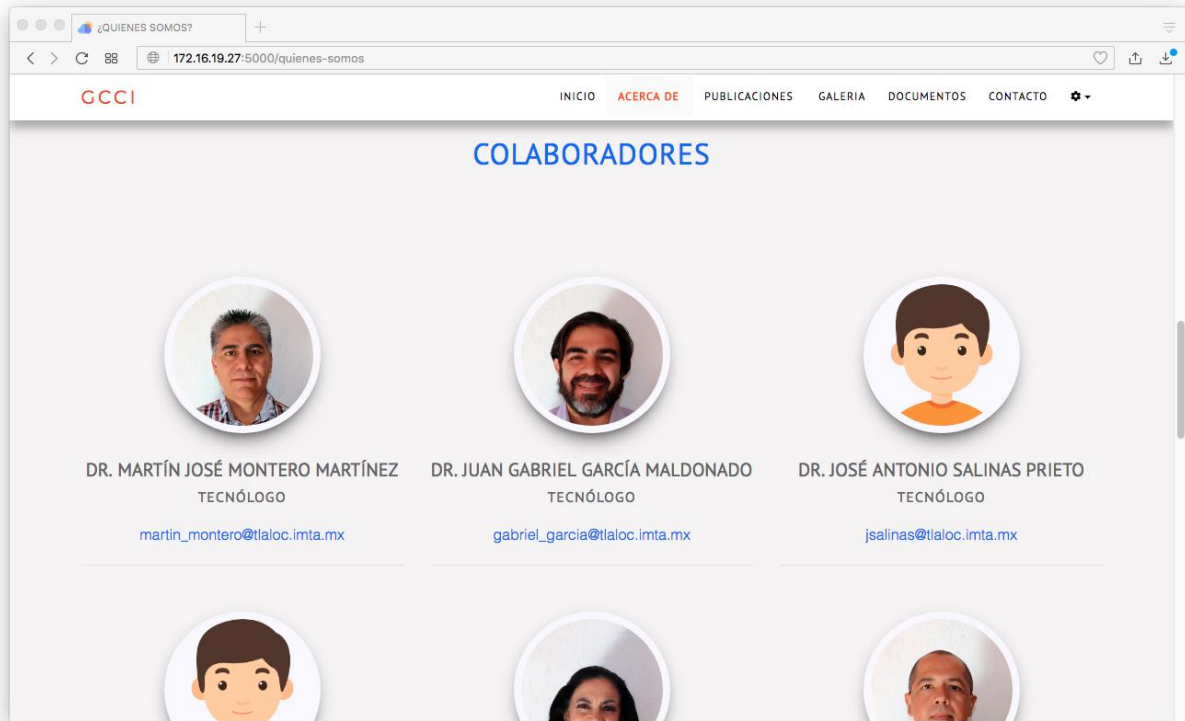 ¿QUIENES SOMOS?
172.16.19.27:5000/quienes-somos
GCCI INICIO ACERCA DE PUBLICACIONES GALERIA DOCUMENTOS CONTACTO
COLABORADORES
DR. MARTÍN JOSÉ MONTERO MARTÍNEZ
TECNÓLOGO
martin_montero@tlaloc.imta.mx
DR. JUAN GABRIEL GARCÍA MALDONADO
TECNÓLOGO
gabriel_garcia@tlaloc.imta.mx
DR. JOSÉ ANTONIO SALINAS PRIETO
TECNÓLOGO
jsalinas@tlaloc.imta.mx